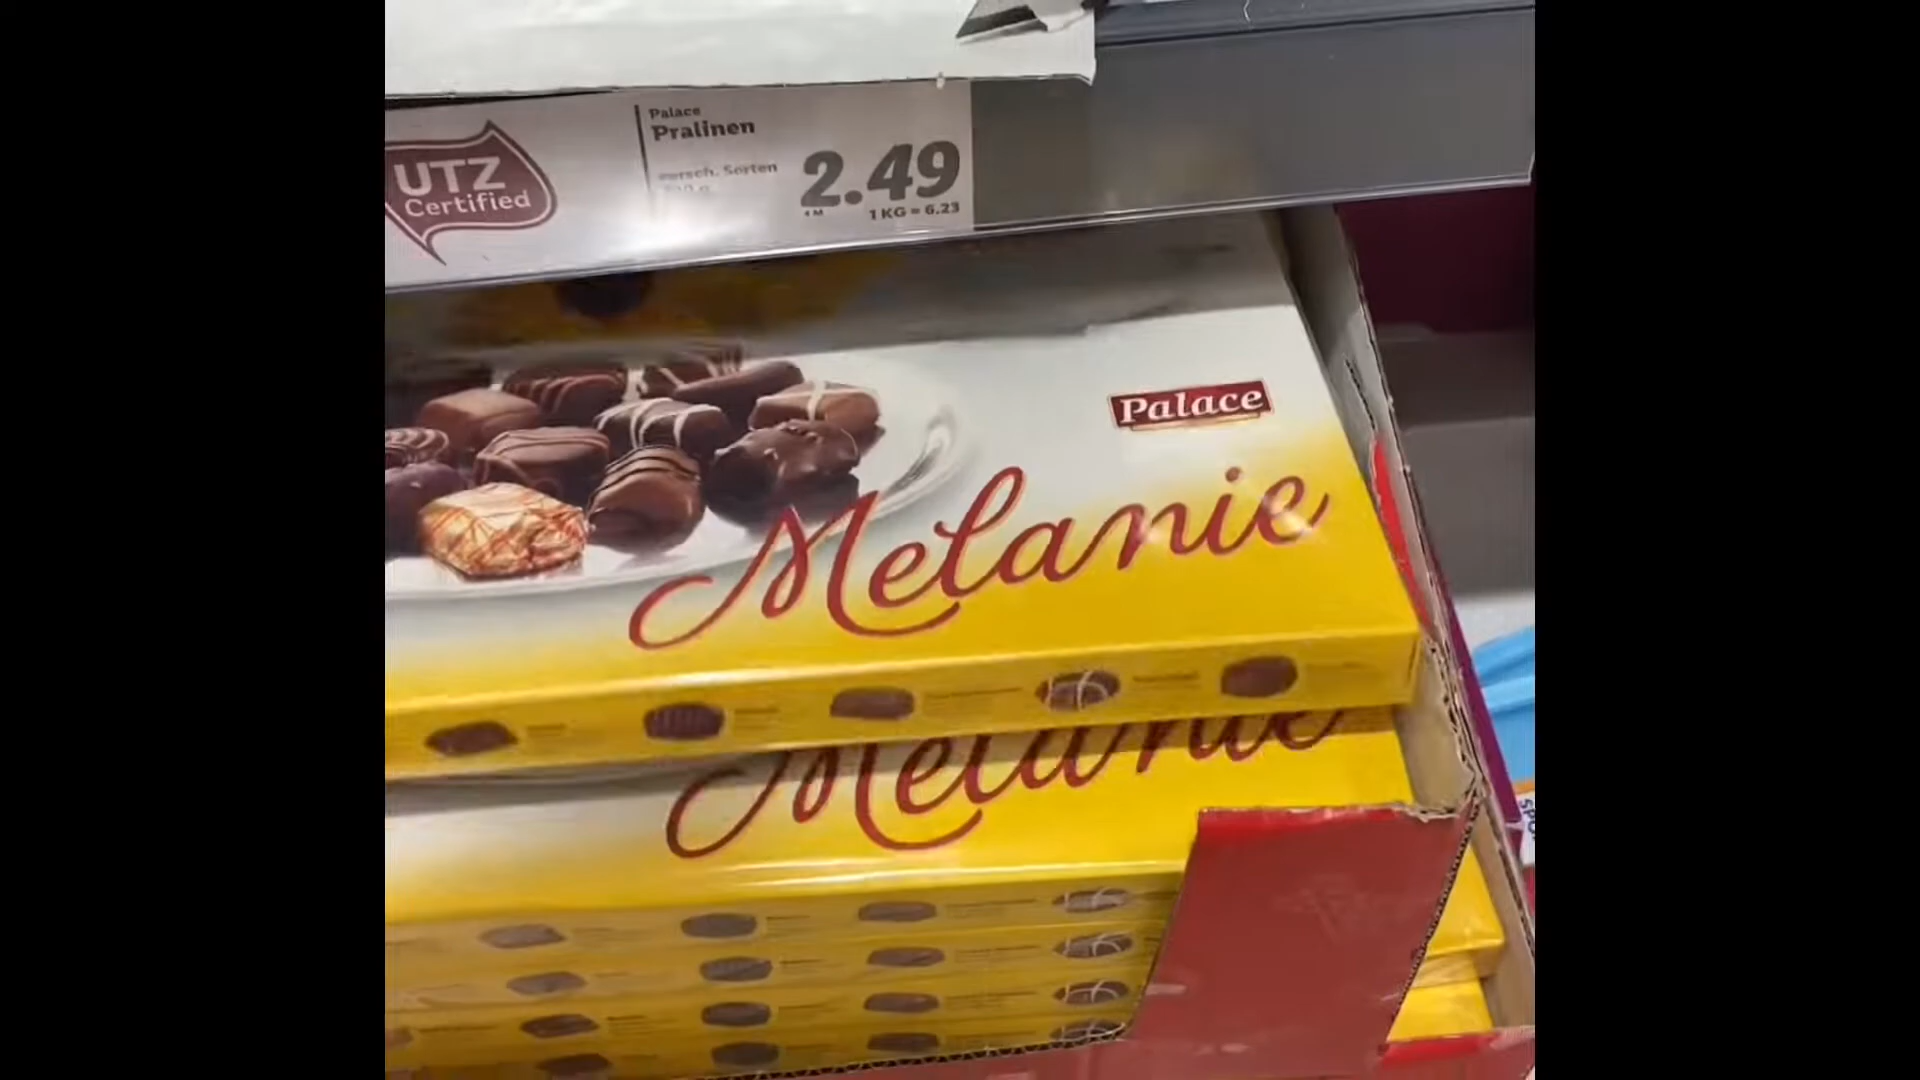 UTZ
Certified
Palace
Pralinen
versch. Sorten
2.49
1 KG = 6.23
Palace
Melanie
Melanie